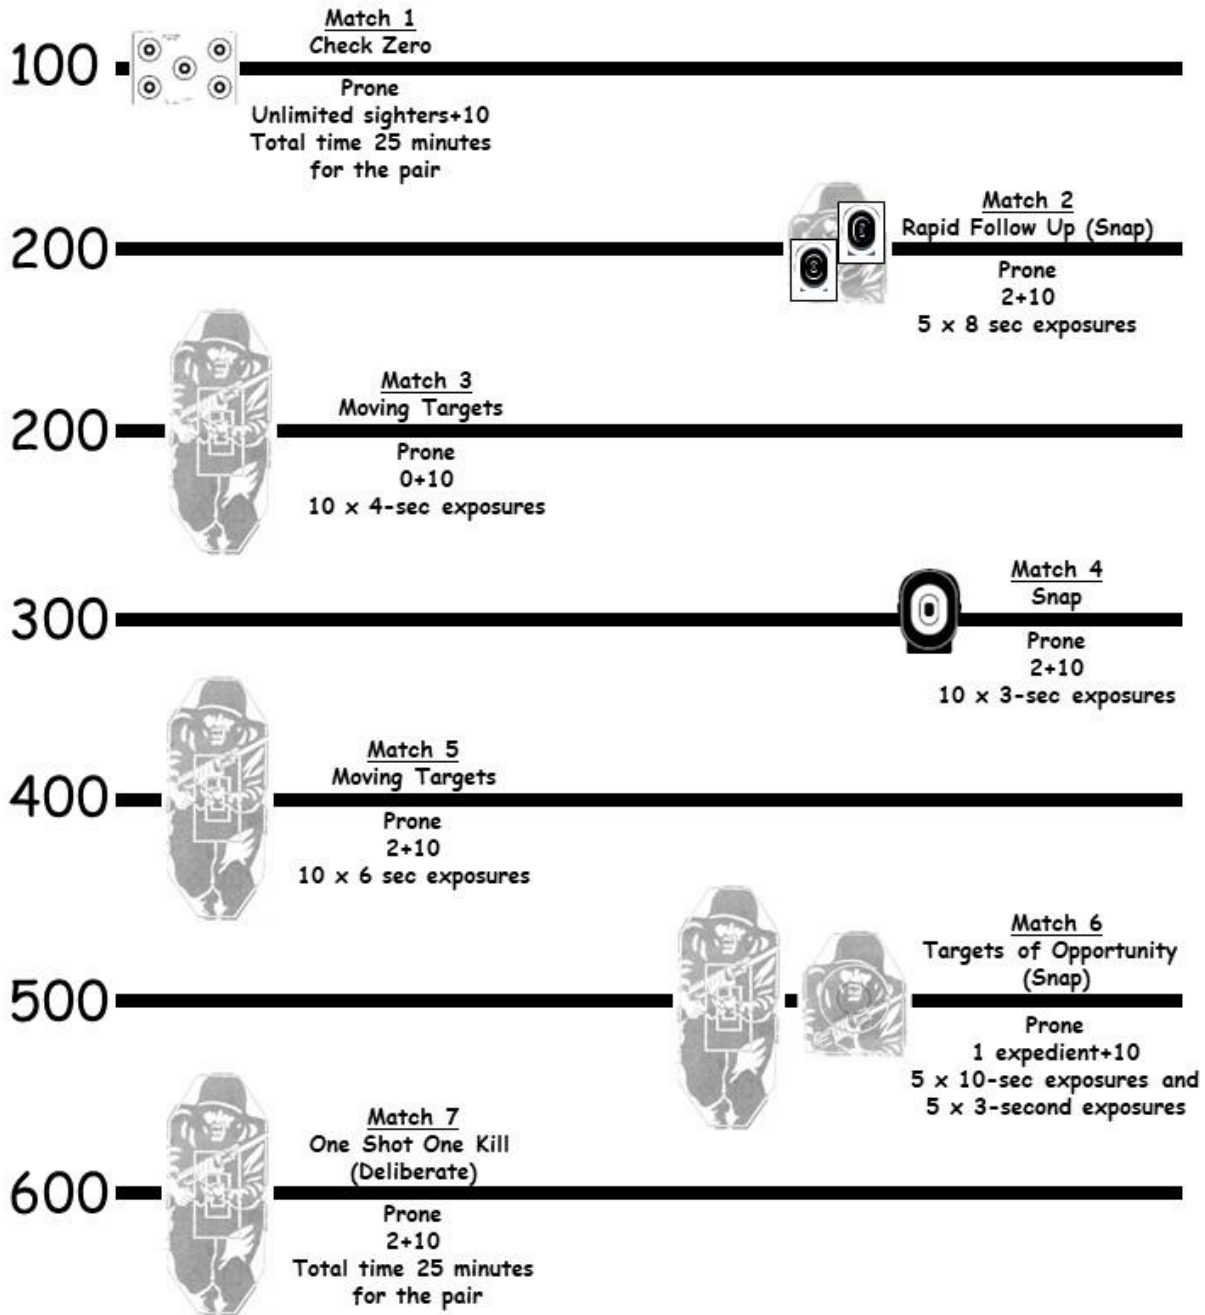 Match 1
Check Zero
100
Prone
Unlimited sighters+10
Total time 25 minutes
for the pair
Match 2
Rapid Follow Up (Snap)
200
Prone
2+10
5 x 8 sec exposures
Match 3
Moving Targets
200
Prone
0+10
10 x 4-sec exposures
Match 4
Snap
300
Prone
2+10
10 x 3-sec exposures
Match 5
Moving Targets
400
Prone
2+10
10 x 6 sec exposures
Match 6
Targets of Opportunity
(Snap)
500
Prone
1 expedient+10
5 x 10-sec exposures and
5 x 3-second exposures
Match 7
One Shot One Kill
(Deliberate)
600
Prone
2+10
Total time 25 minutes
for the pair